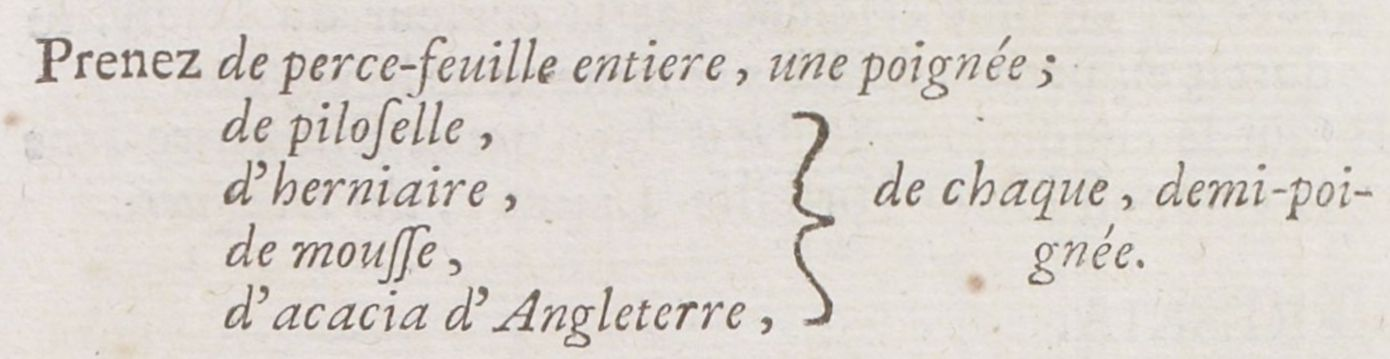 Prenez de perce-feuille entiere, une poignée;
de piloſelle,
d'herniaire,
de mouſſe,
d'acacia d'Angleterre,
de chaque, demi-poi-
gnée.